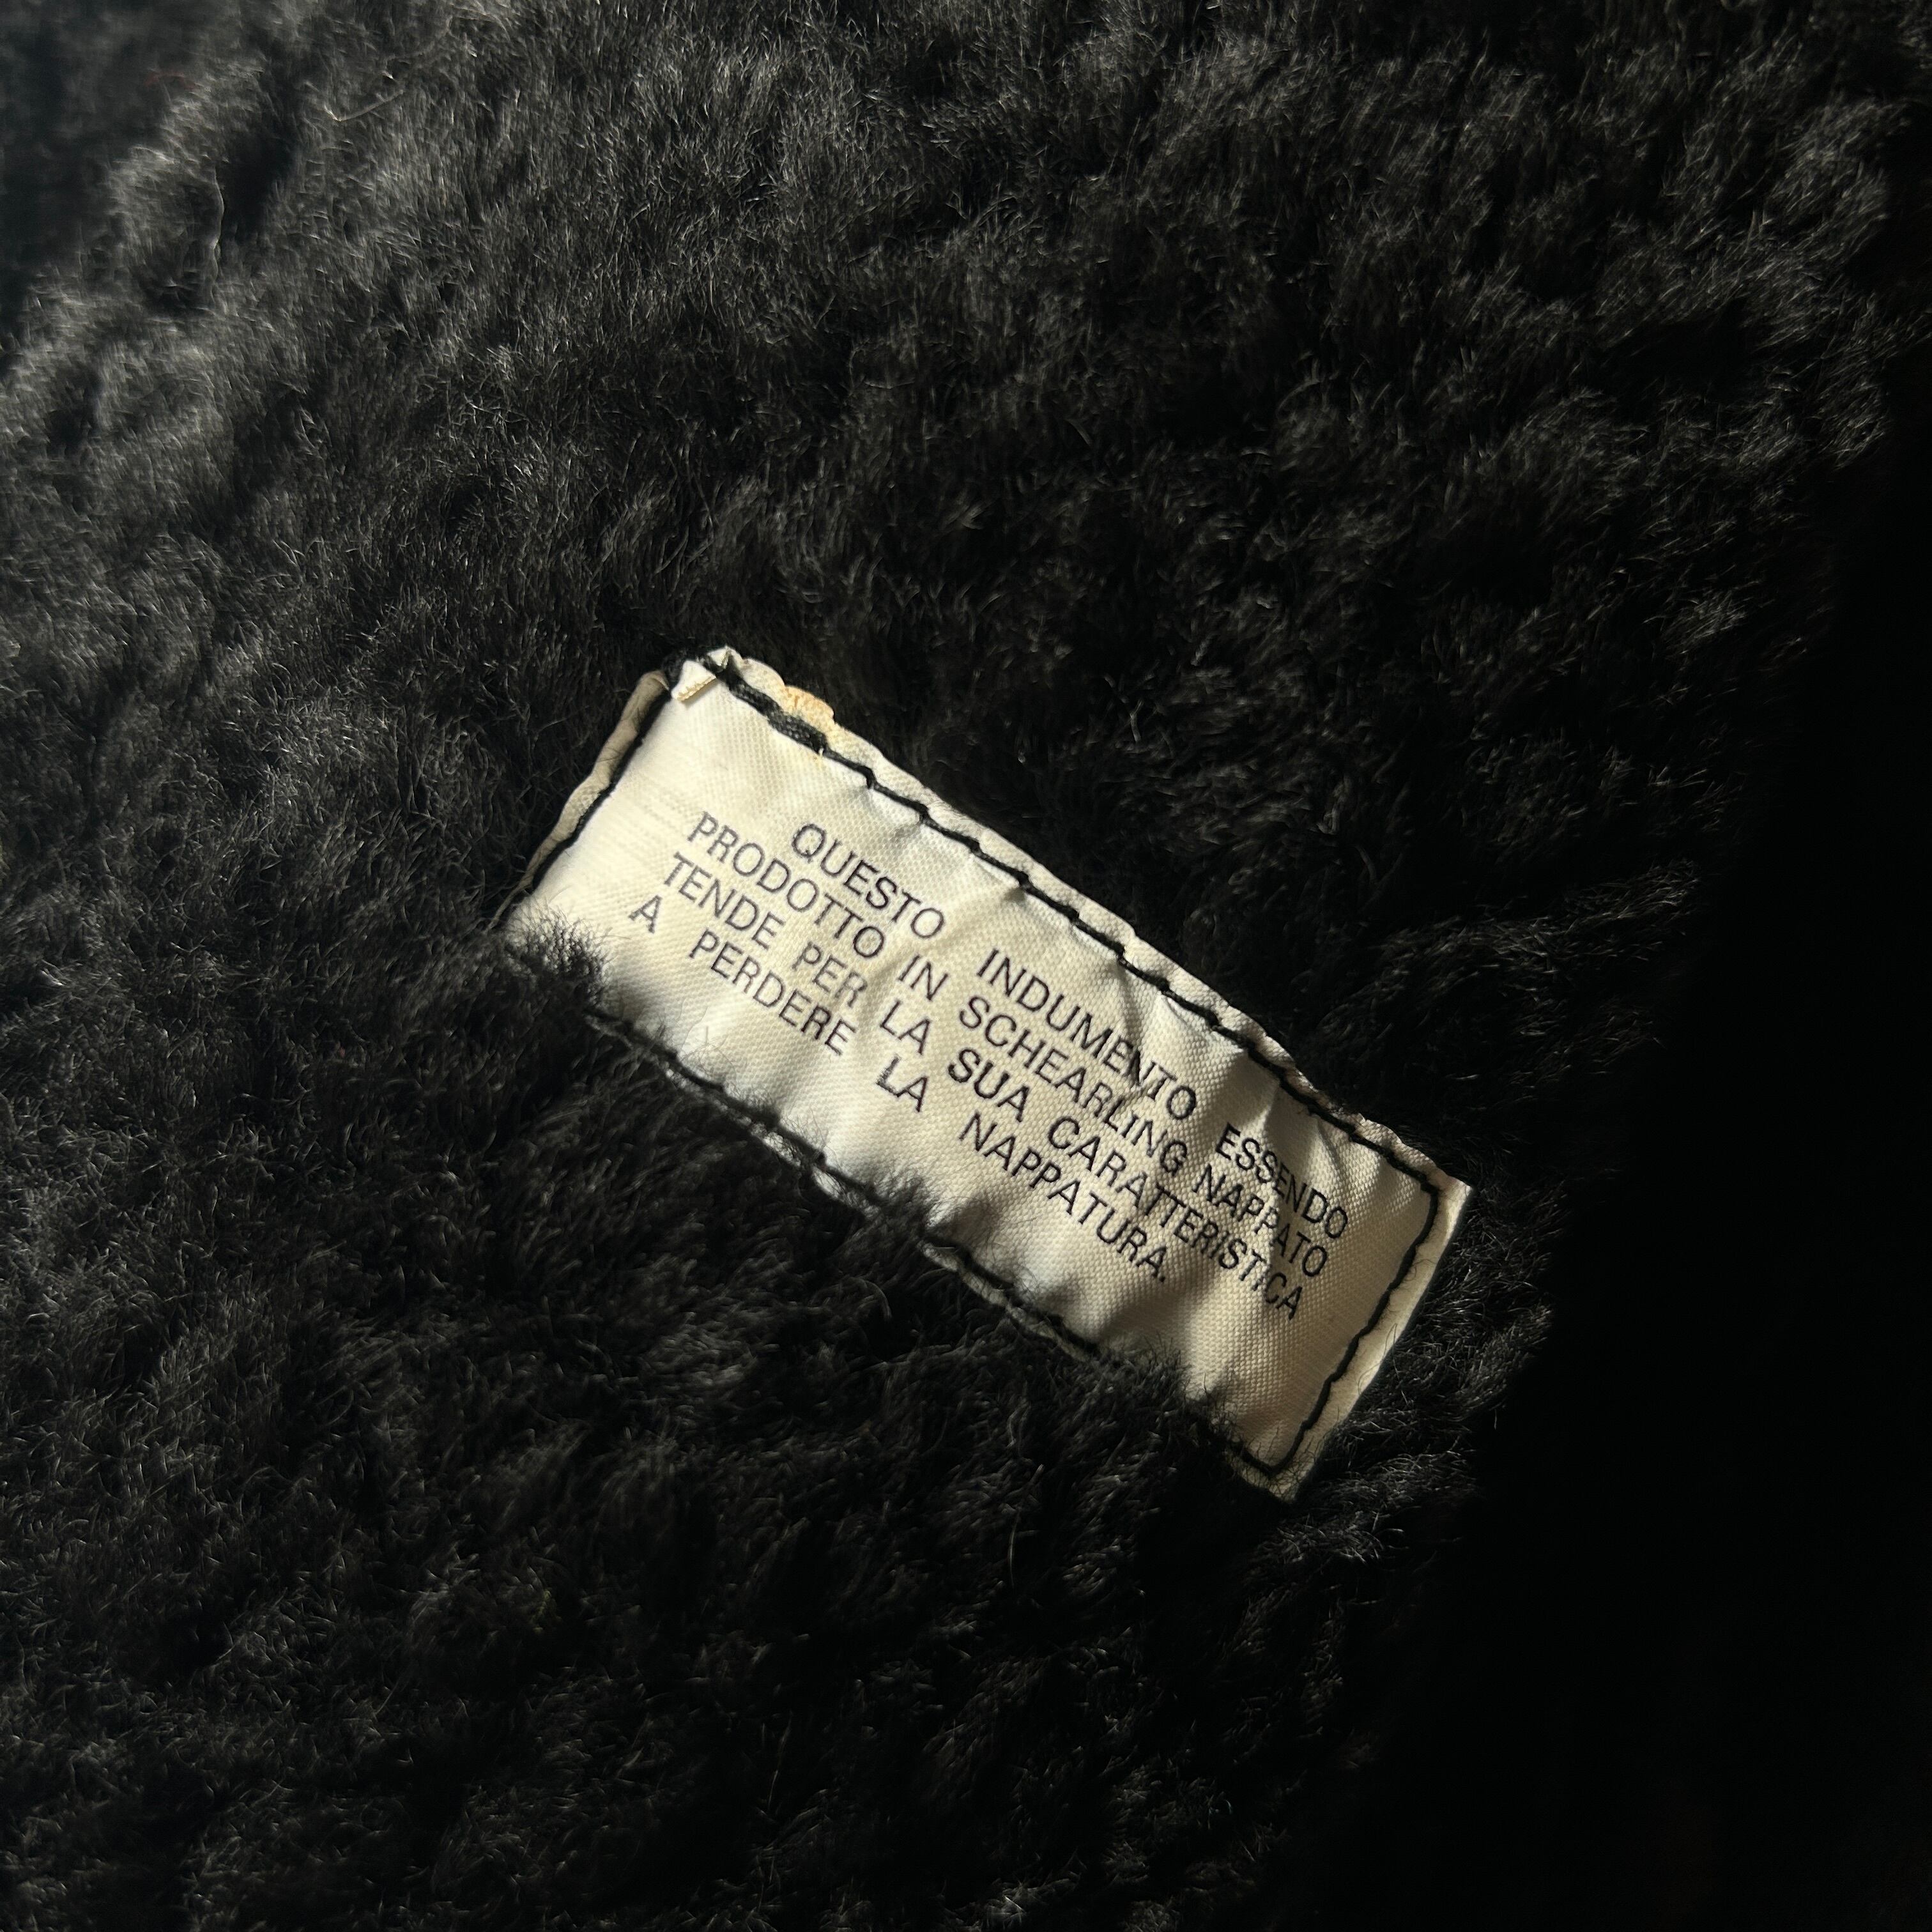 QUESTO INDUMENTO ESSENDO
PRODOTTO IN SCHEARLING NAPPATO
TENDE PER LA SUA CARATTERISTICA
A PERDERE LA NAPPATURA.